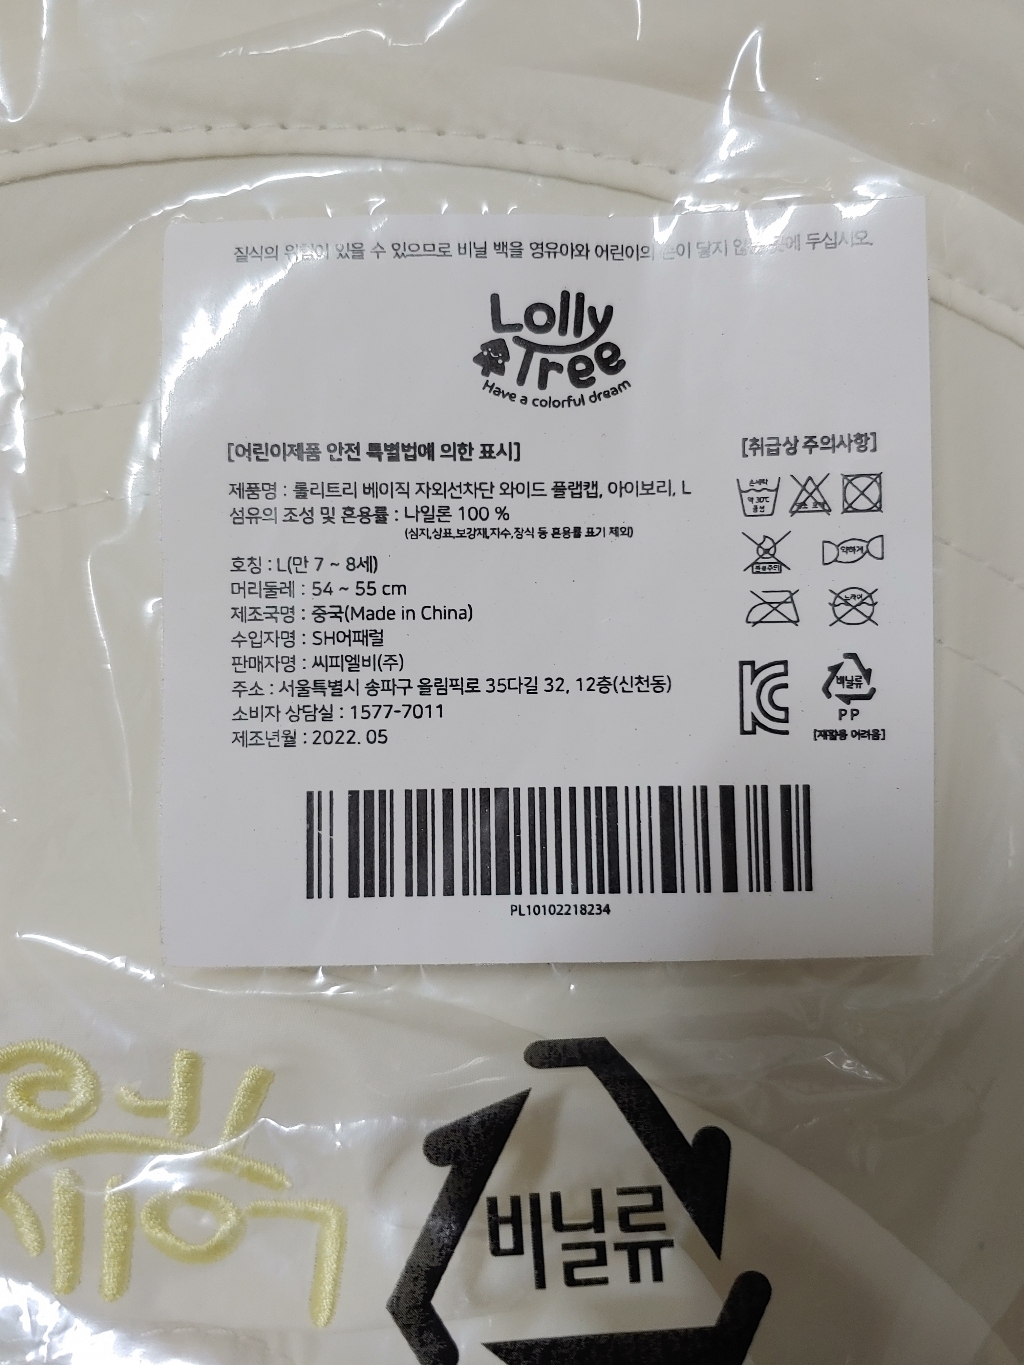 질식의 위험이 있을 수 있으므로 비닐 백을 영유아와 어린이의 손이 닿지 않는 곳에 두십시오.
Lolly
Tree
Have a colorful dream
[어린이제품 안전 특별법에 의한 표시]
제품명 : 롤리트리 베이직 자외선차단 와이드 플랩캡, 아이보리, L
섬유의 조성 및 혼용률 : 나일론 100 %
(심지,상표,보강재,자수,장식 등 혼용률 표기 제외)
호칭 : L(만 7 ~ 8세)
머리둘레 : 54 ~ 55 cm
제조국명 : 중국(Made in China)
수입자명 : SH어패럴
판매자명 : 씨피엘비(주)
주소 : 서울특별시 송파구 올림픽로 35다길 32, 12층(신천동)
소비자 상담실 : 1577-7011
제조년월 : 2022. 05
[취급상 주의사항]
손세탁
약 30℃
중성
약하게
드라이
KC
비닐류
PP
[재활용 어려움]
PL10102218234
비닐류